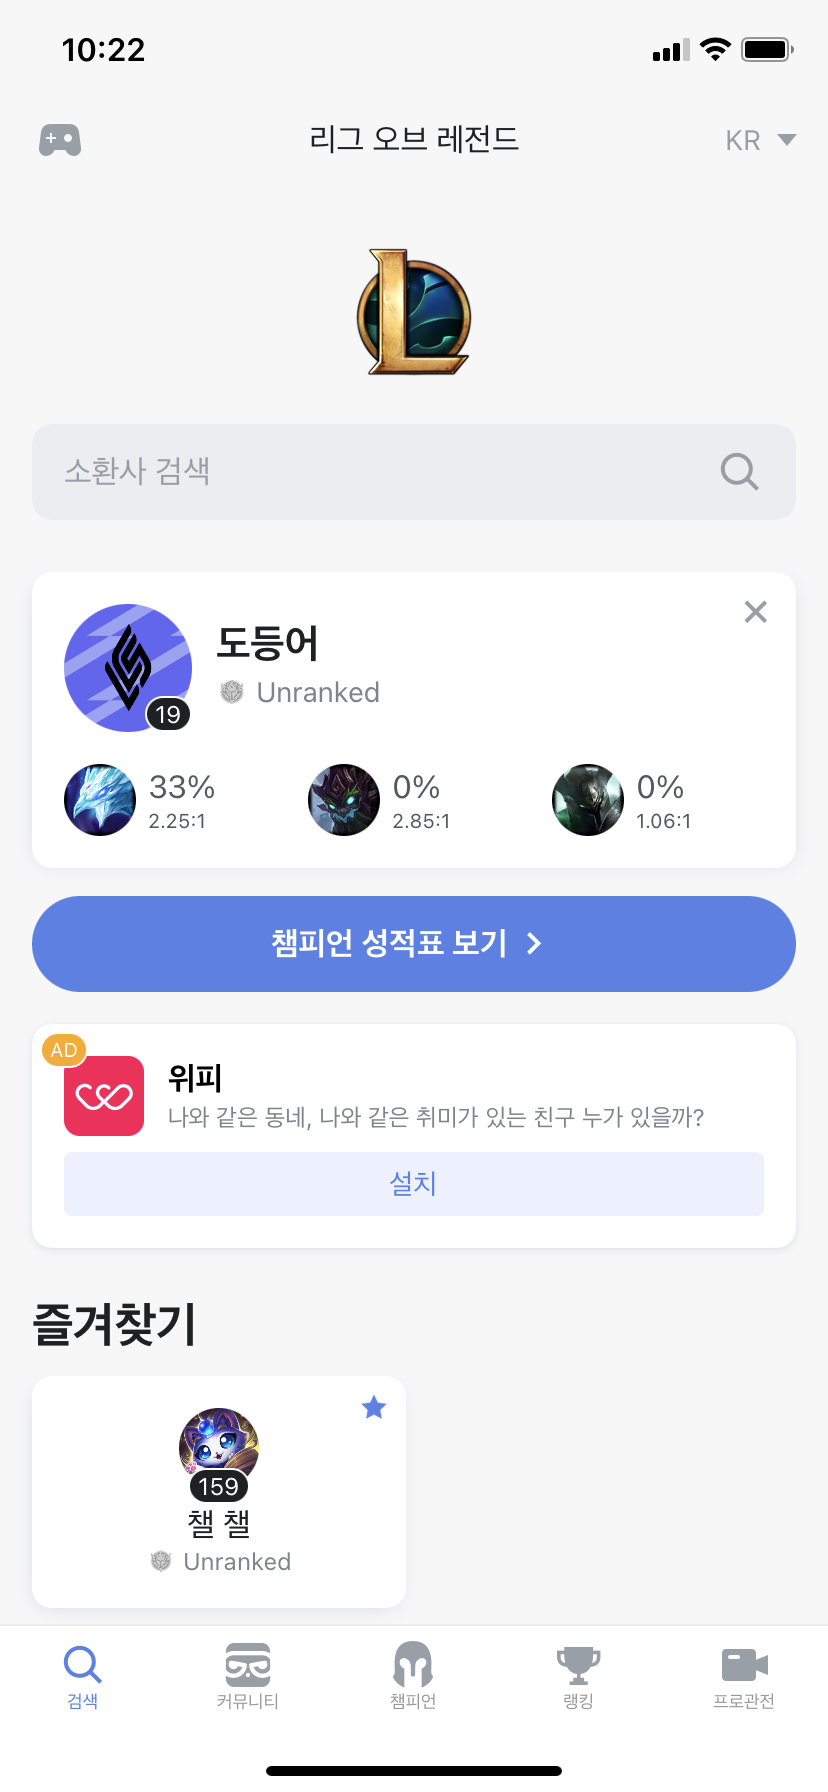 10:22
리그 오브 레전드
KR
소환사 검색
도등어
Unranked
19
33%
2.25:1
0%
2.85:1
0%
1.06:1
챔피언 성적표 보기
AD
위피
나와 같은 동네, 나와 같은 취미가 있는 친구 누가 있을까?
설치
즐겨찾기
159
챌 챌
Unranked
검색
커뮤니티
챔피언
랭킹
프로관전